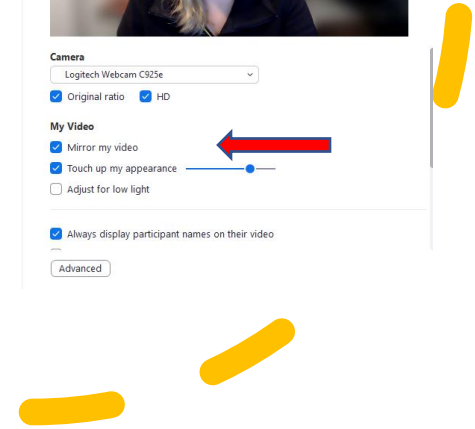 Camera
Logitech Webcam C925e
Original ratio HD
My Video
Mirror my video
Touch up my appearance
Adjust for low light
Always display participant names on their video
Advanced